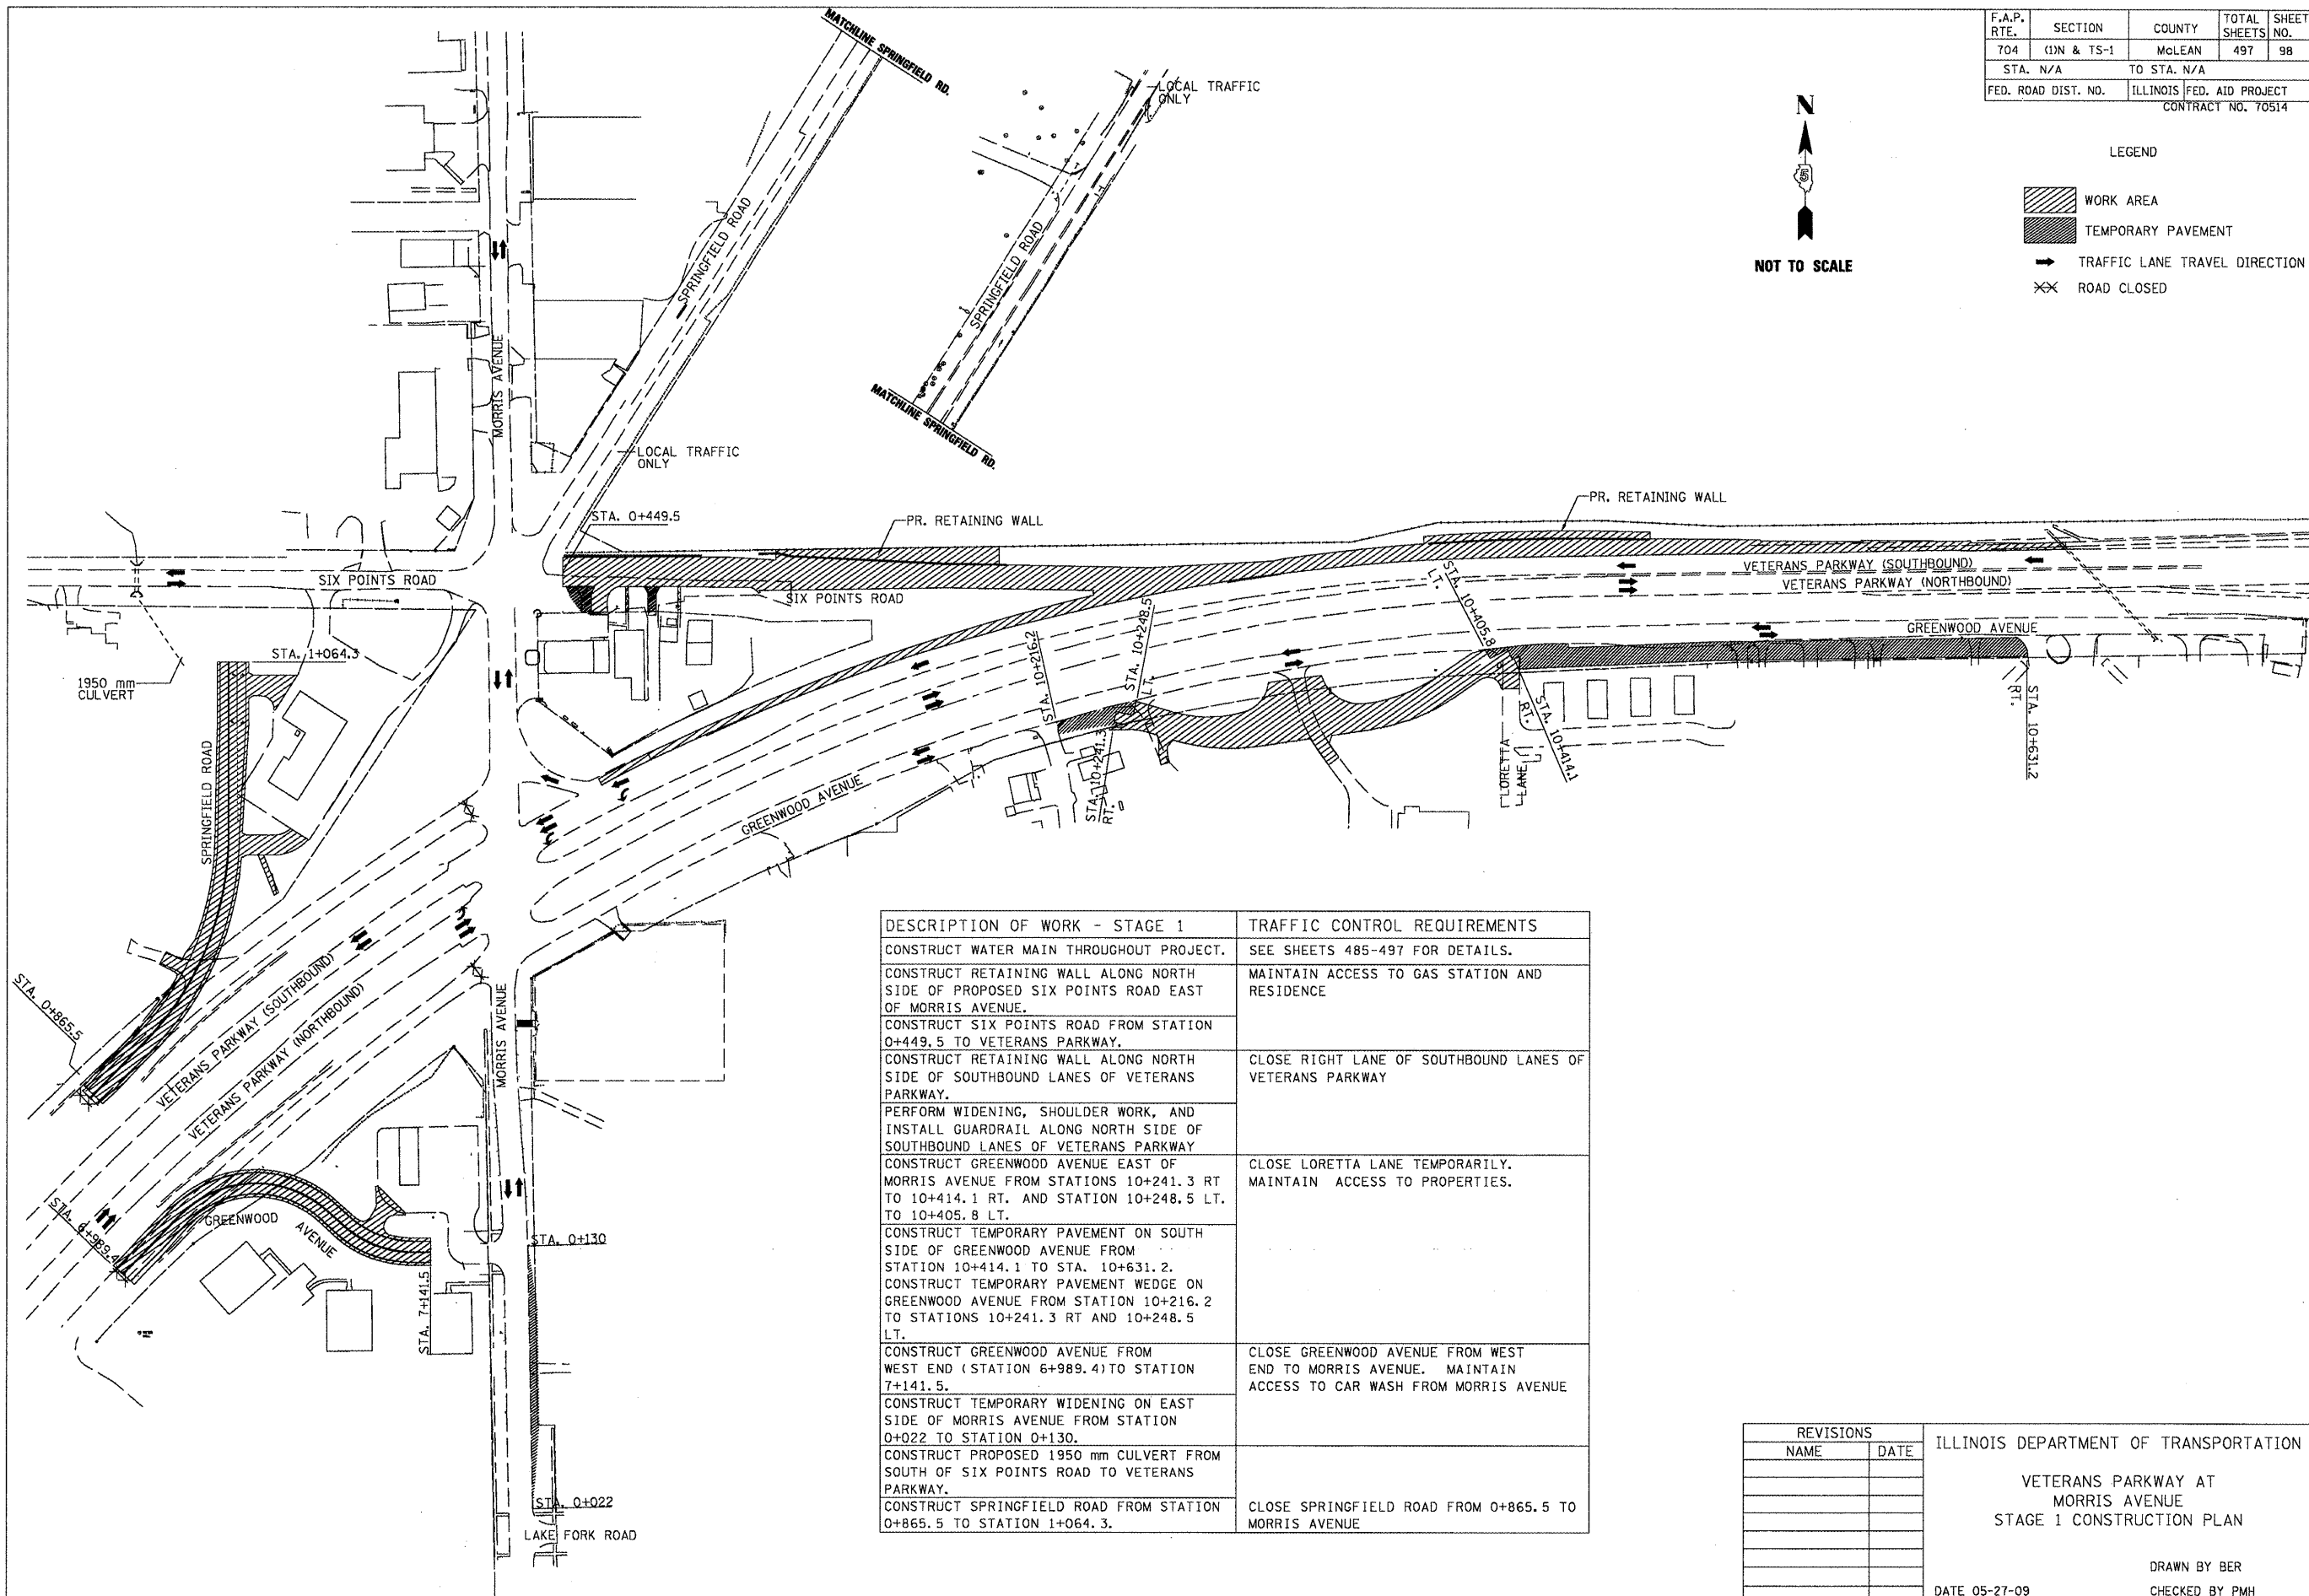 F.A.P. RTE. SECTION COUNTY TOTAL SHEETS SHEET NO.
704 (1)N & TS-1 McLEAN 497 98
STA. N/A TO STA. N/A
FED. ROAD DIST. NO. ILLINOIS FED. AID PROJECT
CONTRACT NO. 70514
N
5
NOT TO SCALE
LEGEND
WORK AREA
TEMPORARY PAVEMENT
TRAFFIC LANE TRAVEL DIRECTION
ROAD CLOSED
MATCHLINE SPRINGFIELD RD.
LOCAL TRAFFIC
ONLY
SPRINGFIELD ROAD
SPRINGFIELD ROAD
MATCHLINE SPRINGFIELD RD.
MORRIS AVENUE
LOCAL TRAFFIC
ONLY
STA. 0+449.5
PR. RETAINING WALL
PR. RETAINING WALL
SIX POINTS ROAD
SIX POINTS ROAD
VETERANS PARKWAY (SOUTHBOUND)
VETERANS PARKWAY (NORTHBOUND)
GREENWOOD AVENUE
STA. 10+405.8
LT.
STA. 10+248.5
LT.
STA. 10+216.2
STA. 1+064.3
1950 mm
CULVERT
STA. 10+241.3
RT.
LORETTA
LANE
STA. 10+414.1
RT.
STA. 10+631.2
RT.
SPRINGFIELD ROAD
GREENWOOD AVENUE
STA. 0+865.5
VETERANS PARKWAY (SOUTHBOUND)
VETERANS PARKWAY (NORTHBOUND)
MORRIS AVENUE
STA. 6+989.4
GREENWOOD AVENUE
STA. 7+141.5
STA. 0+130
STA. 0+022
LAKE FORK ROAD
DESCRIPTION OF WORK - STAGE 1 TRAFFIC CONTROL REQUIREMENTS
CONSTRUCT WATER MAIN THROUGHOUT PROJECT. SEE SHEETS 485-497 FOR DETAILS.
CONSTRUCT RETAINING WALL ALONG NORTH MAINTAIN ACCESS TO GAS STATION AND
SIDE OF PROPOSED SIX POINTS ROAD EAST RESIDENCE
OF MORRIS AVENUE.
CONSTRUCT SIX POINTS ROAD FROM STATION
0+449.5 TO VETERANS PARKWAY.
CONSTRUCT RETAINING WALL ALONG NORTH CLOSE RIGHT LANE OF SOUTHBOUND LANES OF
SIDE OF SOUTHBOUND LANES OF VETERANS VETERANS PARKWAY
PARKWAY.
PERFORM WIDENING, SHOULDER WORK, AND
INSTALL GUARDRAIL ALONG NORTH SIDE OF
SOUTHBOUND LANES OF VETERANS PARKWAY
CONSTRUCT GREENWOOD AVENUE EAST OF CLOSE LORETTA LANE TEMPORARILY.
MORRIS AVENUE FROM STATIONS 10+241.3 RT MAINTAIN ACCESS TO PROPERTIES.
TO 10+414.1 RT. AND STATION 10+248.5 LT.
TO 10+405.8 LT.
CONSTRUCT TEMPORARY PAVEMENT ON SOUTH
SIDE OF GREENWOOD AVENUE FROM
STATION 10+414.1 TO STA. 10+631.2.
CONSTRUCT TEMPORARY PAVEMENT WEDGE ON
GREENWOOD AVENUE FROM STATION 10+216.2
TO STATIONS 10+241.3 RT AND 10+248.5
LT.
CONSTRUCT GREENWOOD AVENUE FROM CLOSE GREENWOOD AVENUE FROM WEST
WEST END (STATION 6+989.4)TO STATION END TO MORRIS AVENUE. MAINTAIN
7+141.5. ACCESS TO CAR WASH FROM MORRIS AVENUE
CONSTRUCT TEMPORARY WIDENING ON EAST
SIDE OF MORRIS AVENUE FROM STATION
0+022 TO STATION 0+130.
CONSTRUCT PROPOSED 1950 mm CULVERT FROM
SOUTH OF SIX POINTS ROAD TO VETERANS
PARKWAY.
CONSTRUCT SPRINGFIELD ROAD FROM STATION CLOSE SPRINGFIELD ROAD FROM 0+865.5 TO
0+865.5 TO STATION 1+064.3. MORRIS AVENUE
REVISIONS
NAME DATE
ILLINOIS DEPARTMENT OF TRANSPORTATION
VETERANS PARKWAY AT
MORRIS AVENUE
STAGE 1 CONSTRUCTION PLAN
DRAWN BY BER
DATE 05-27-09 CHECKED BY PMH